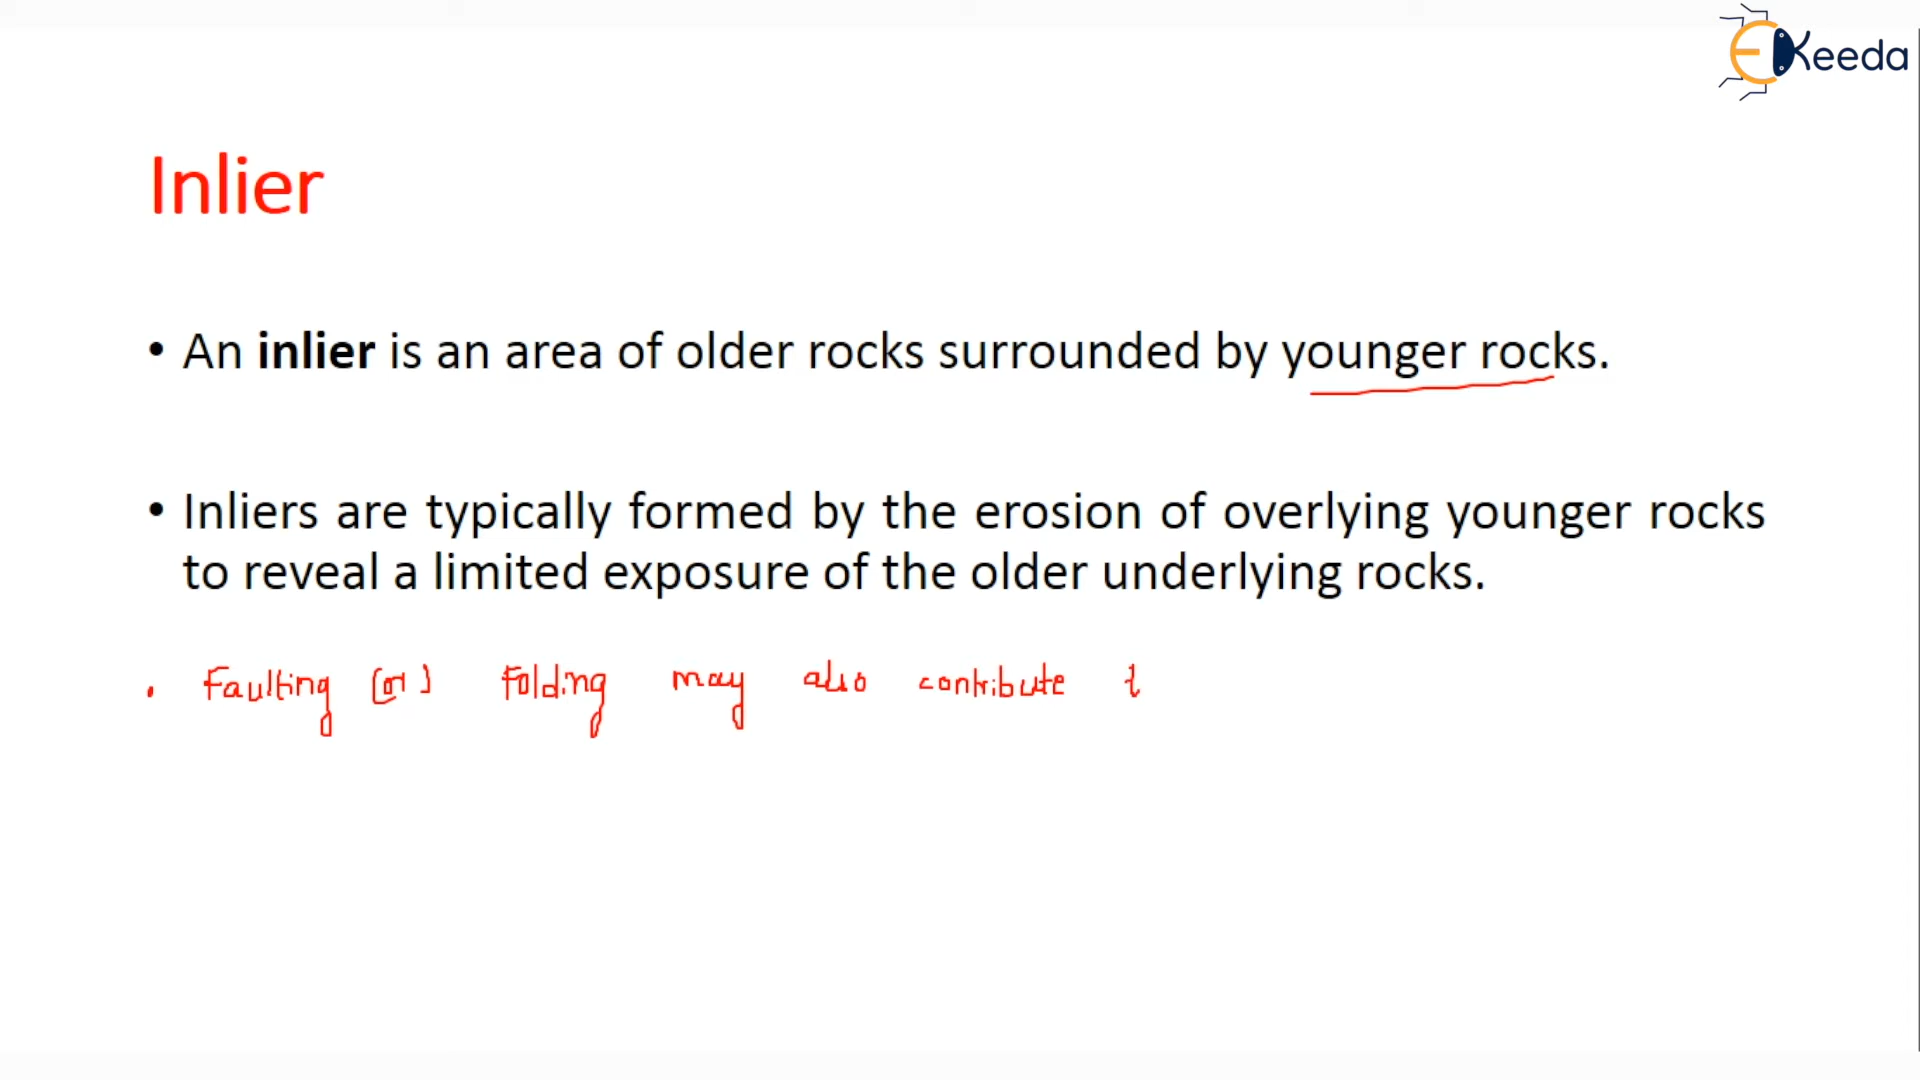 EKeeda
Inlier
• An inlier is an area of older rocks surrounded by younger rocks.
• Inliers are typically formed by the erosion of overlying younger rocks
to reveal a limited exposure of the older underlying rocks.
• Faulting (or) Folding may also contribute t